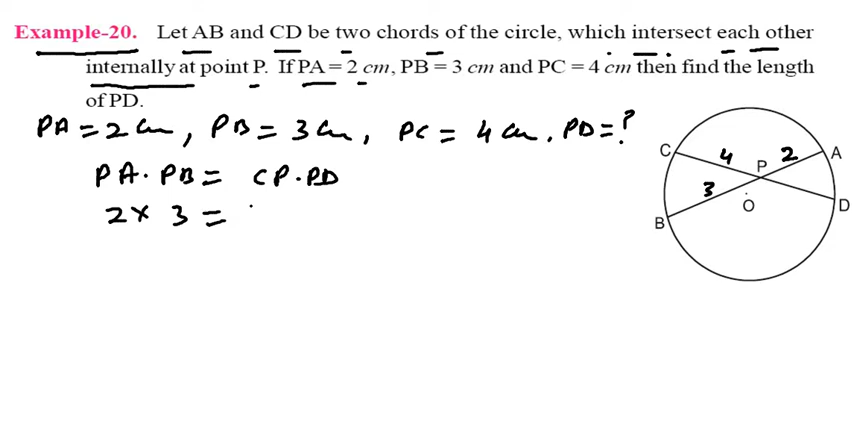 Example-20. Let AB and CD be two chords of the circle, which intersect each other
internally at point P. If PA = 2 cm, PB = 3 cm and PC = 4 cm then find the length
of PD.
PA = 2 cm, PB = 3 cm, PC = 4 cm. PD = ?
PA . PB = CP . PD
2 × 3 =
C 4 P 2 A
3
B O D